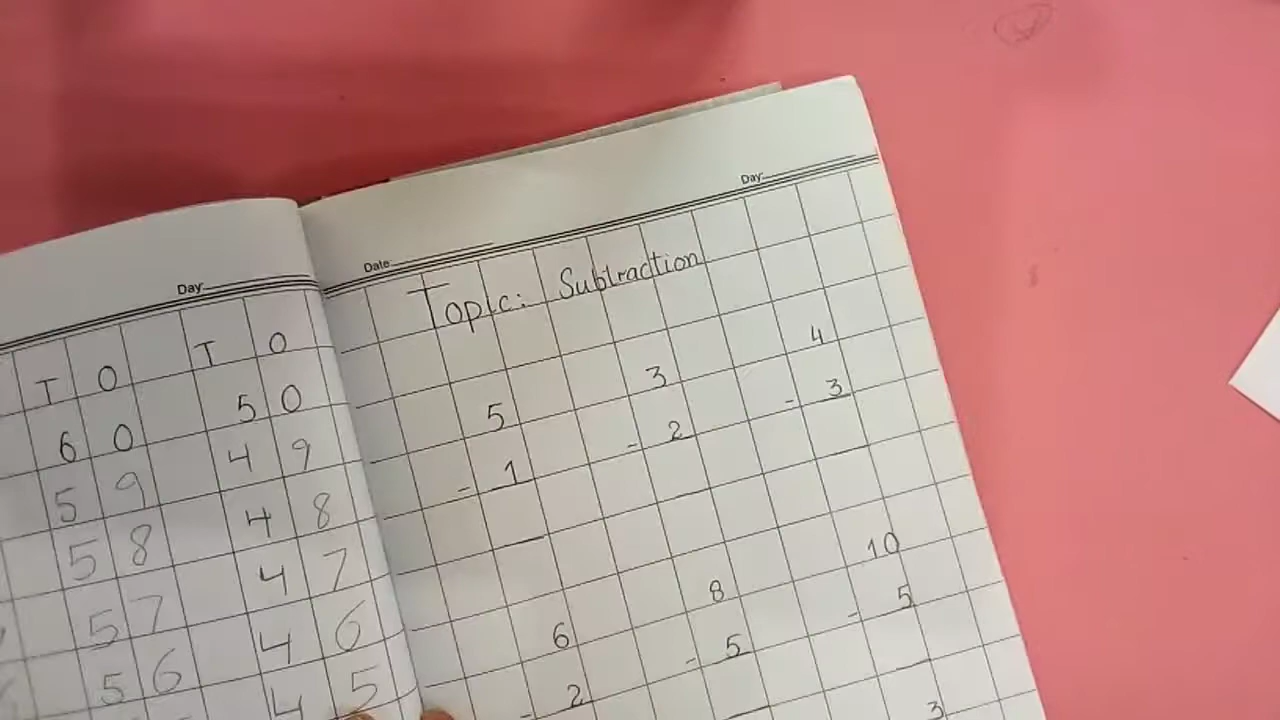 Day:
T O T O
6 0 5 0
5 9 4 9
5 8 4 8
5 7 4 7
5 6 4 6
4 5
Date: Day:
Topic: Subtraction
5 3 4
- 1 - 2 - 3
6 8 10
- 2 - 5 - 5
3